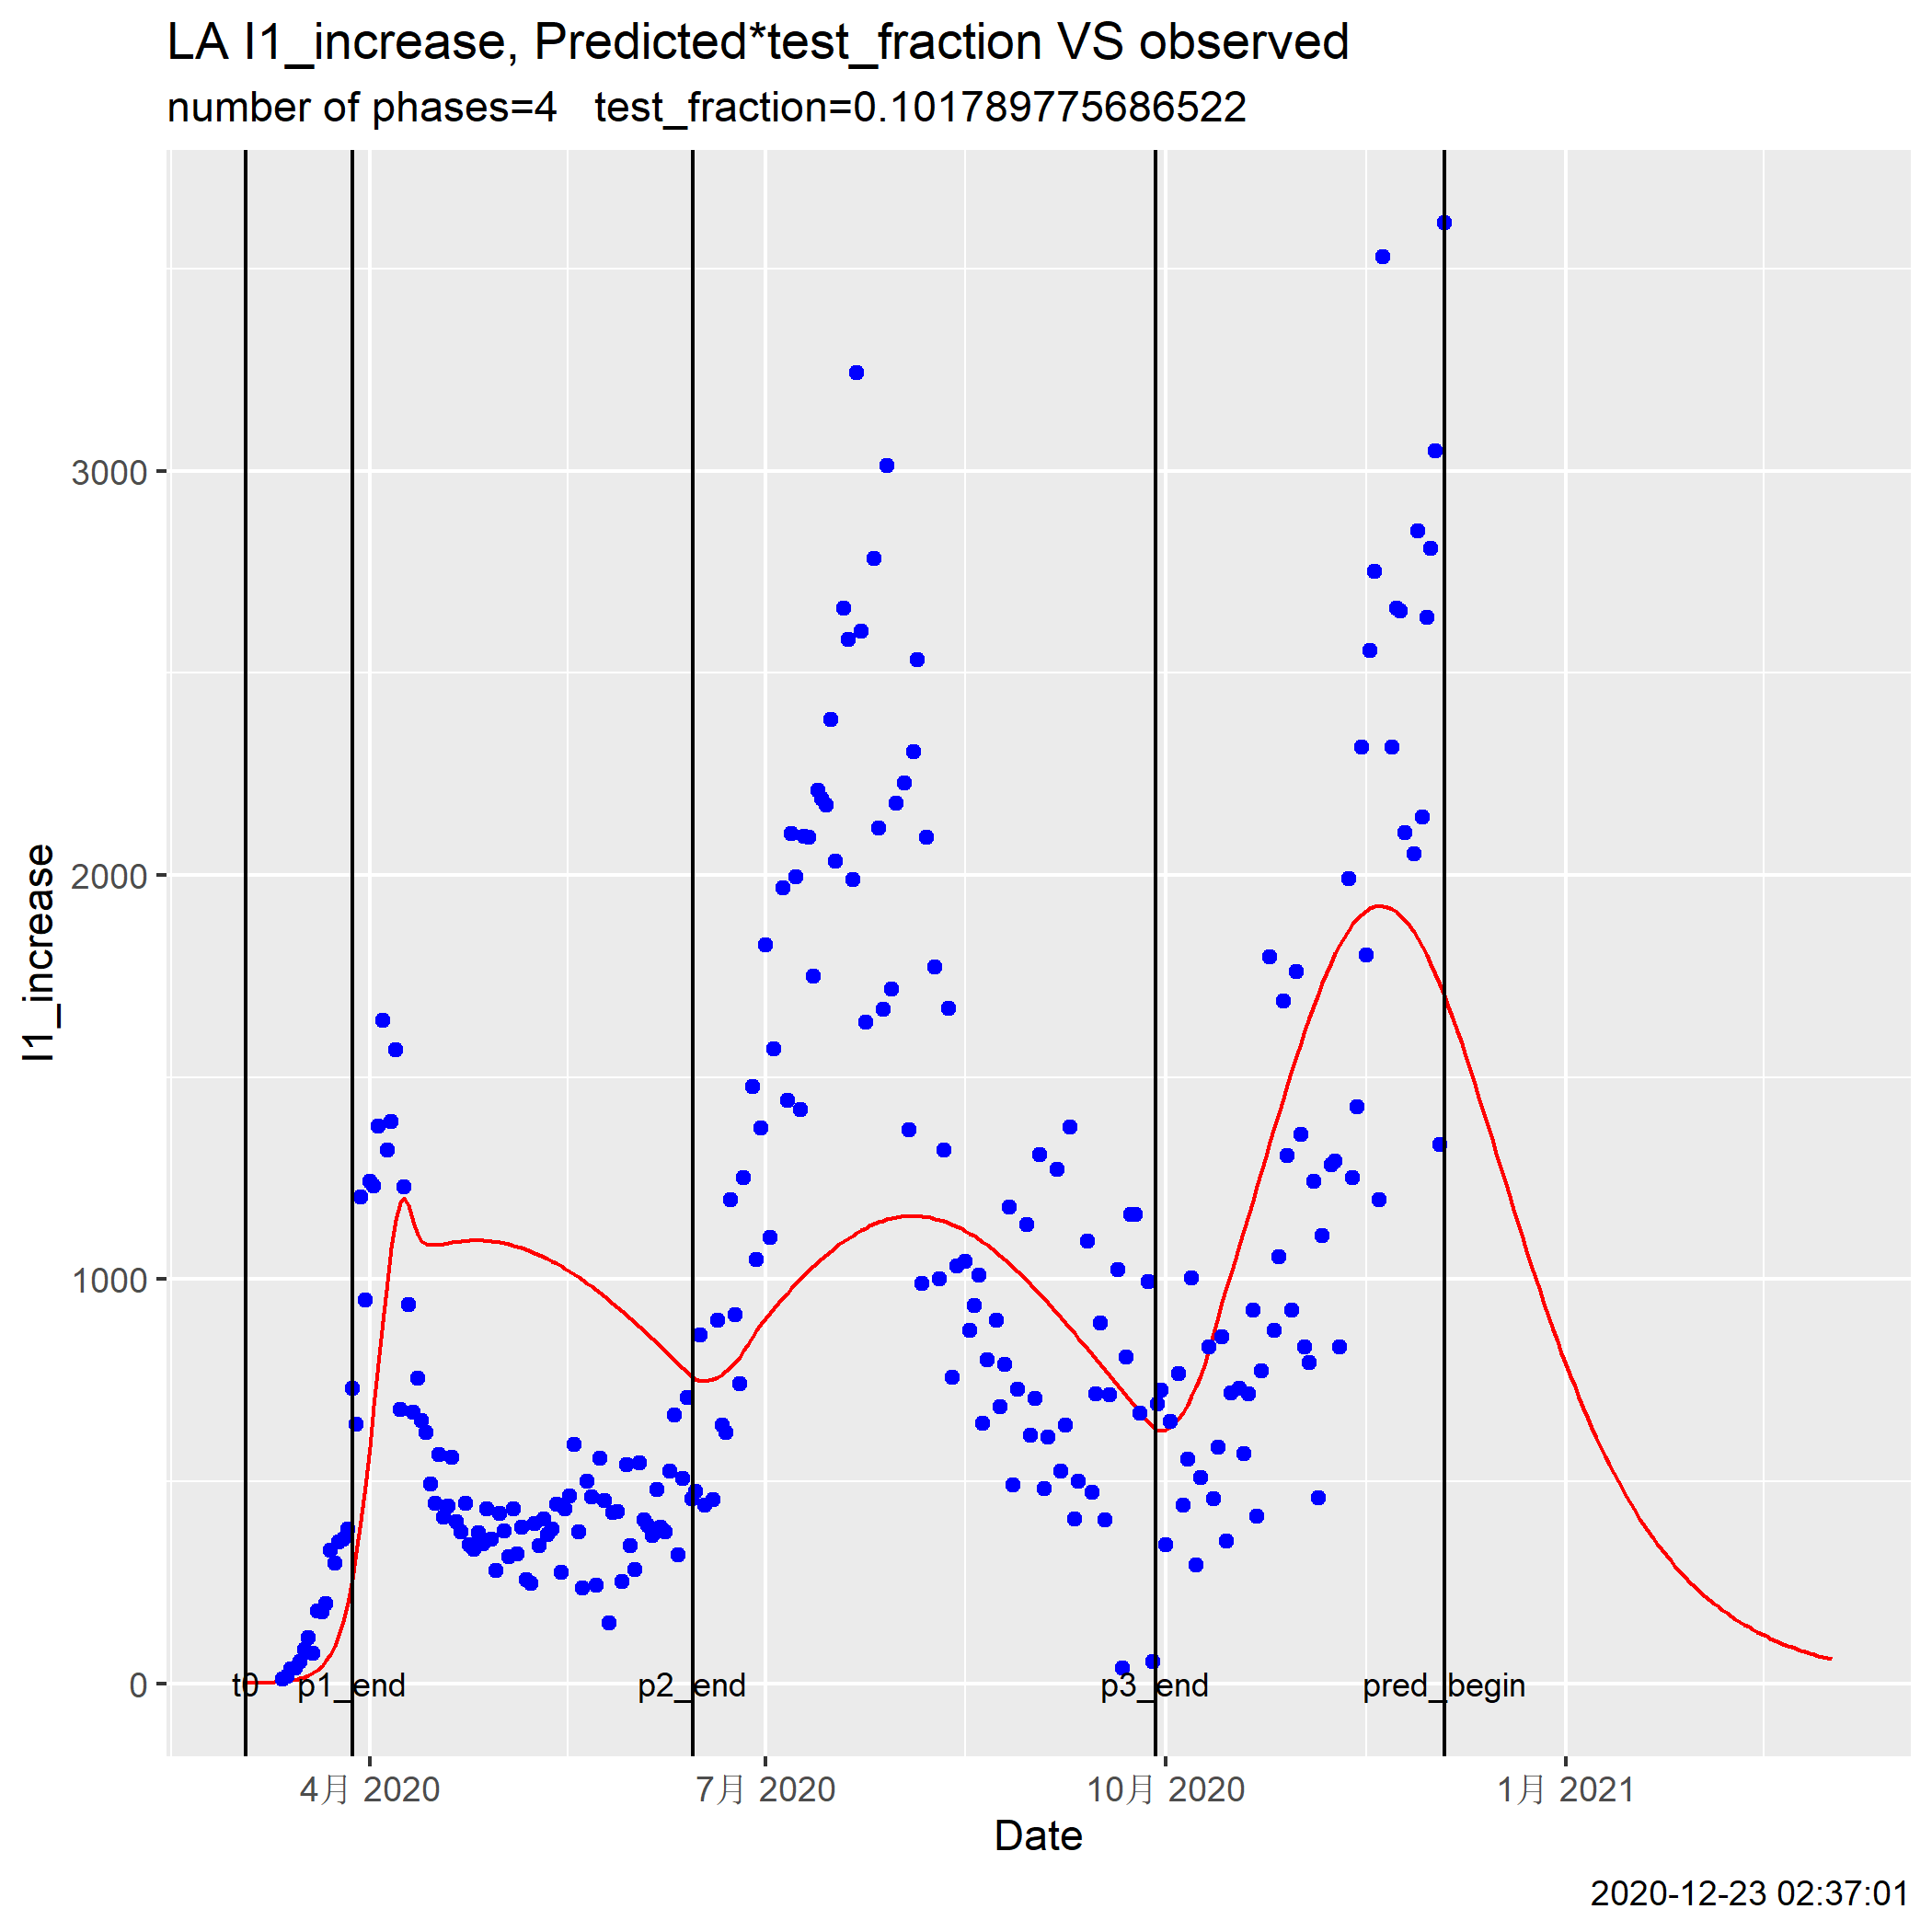 LA I1_increase, Predicted*test_fraction VS observed
number of phases=4   test_fraction=0.101789775686522
I1_increase
3000
2000
1000
0
t0
p1_end
p2_end
p3_end
pred_begin
4月 2020
7月 2020
10月 2020
1月 2021
Date
2020-12-23 02:37:01